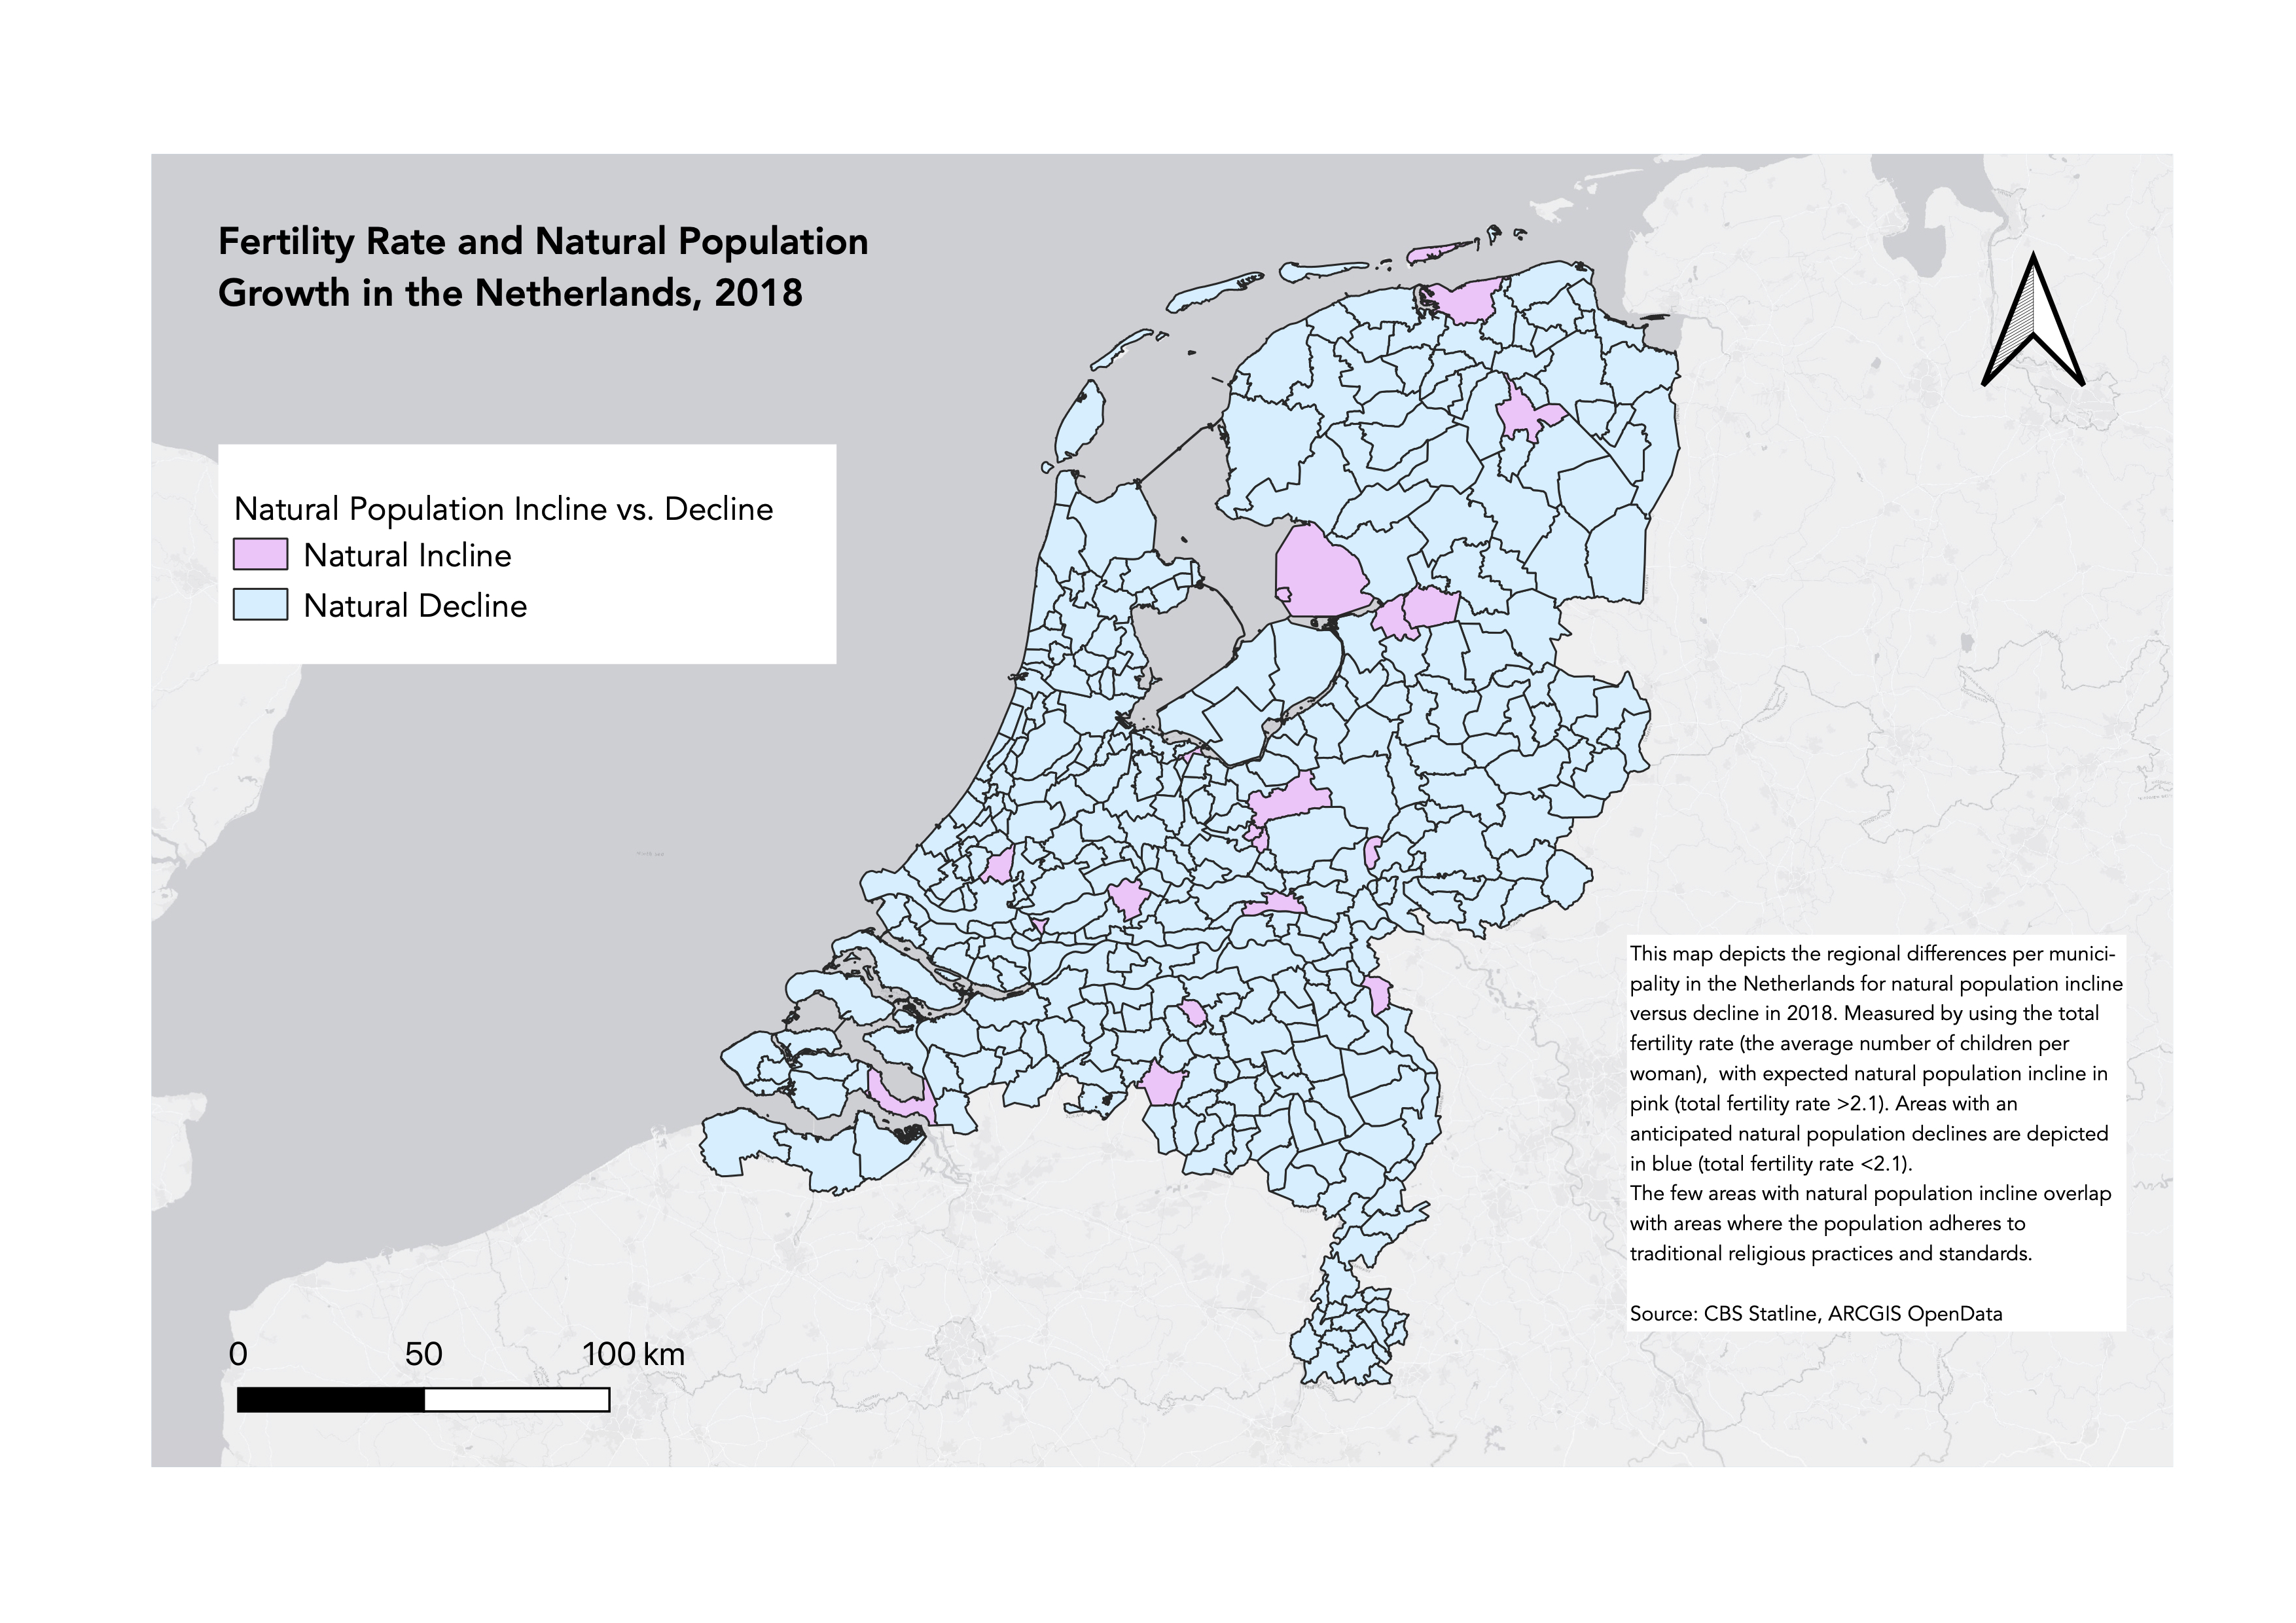 Fertility Rate and Natural Population
Growth in the Netherlands, 2018
Natural Population Incline vs. Decline
Natural Incline
Natural Decline
This map depicts the regional differences per munici-
pality in the Netherlands for natural population incline
versus decline in 2018. Measured by using the total
fertility rate (the average number of children per
woman),  with expected natural population incline in
pink (total fertility rate >2.1). Areas with an
anticipated natural population declines are depicted
in blue (total fertility rate <2.1).
The few areas with natural population incline overlap
with areas where the population adheres to
traditional religious practices and standards.
Source: CBS Statline, ARCGIS OpenData
0 50 100 km